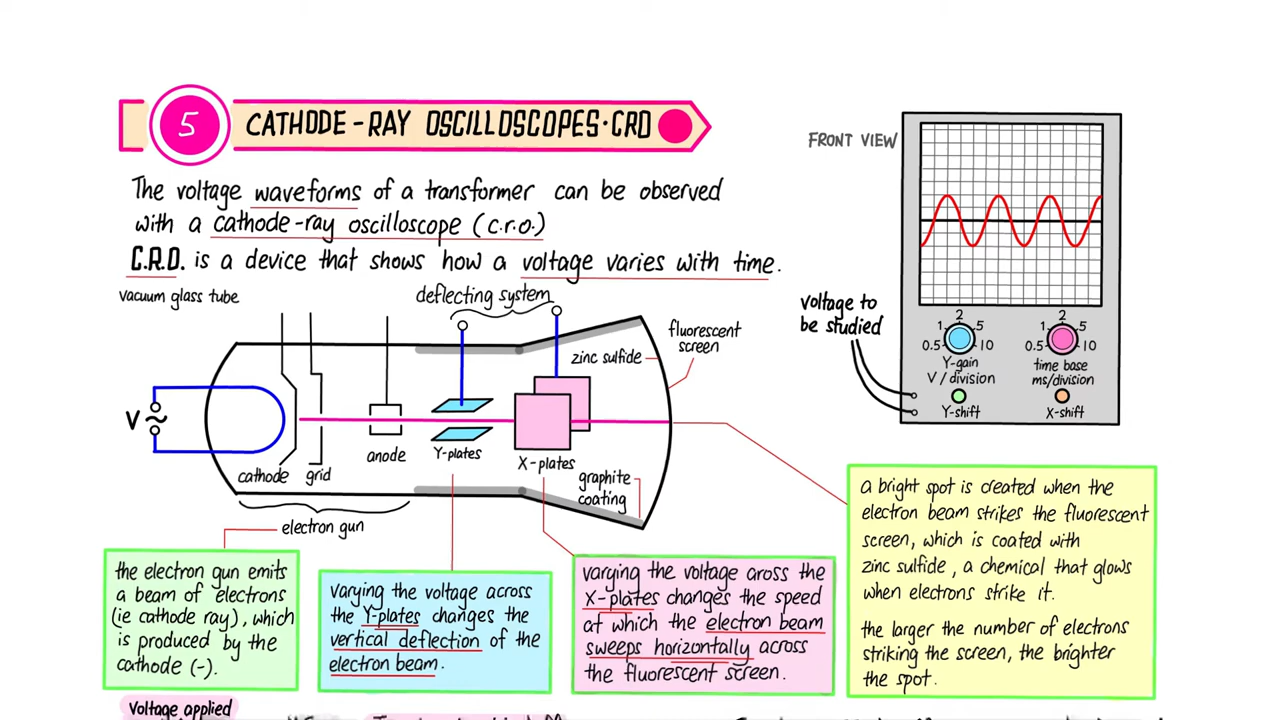 5
CATHODE-RAY OSCILLOSCOPES·CRO
The voltage waveforms of a transformer can be observed
with a cathode-ray oscilloscope (c.r.o.)
C.R.O. is a device that shows how a voltage varies with time.
vacuum glass tube
deflecting system
fluorescent
screen
zinc sulfide
V
cathode
grid
anode
Y-plates
X-plates
graphite
coating
electron gun
FRONT VIEW
voltage to
be studied
2
1 5
0.5 10
Y-gain
V/division
Y-shift
2
1 5
0.5 10
time base
ms/division
X-shift
the electron gun emits
a beam of electrons
(ie cathode ray), which
is produced by the
cathode (-).
varying the voltage across
the Y-plates changes the
vertical deflection of the
electron beam.
varying the voltage aross the
X-plates changes the speed
at which the electron beam
sweeps horizontally across
the fluorescent screen.
a bright spot is created when the
electron beam strikes the fluorescent
screen, which is coated with
zinc sulfide, a chemical that glows
when electrons strike it.
the larger the number of electrons
striking the screen, the brighter
the spot.
Voltage applied